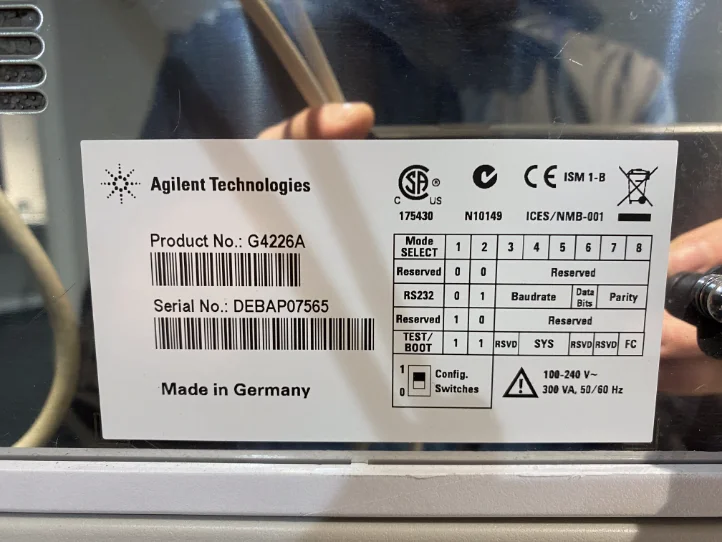 Agilent Technologies
Product No.: G4226A
Serial No.: DEBAP07565
Made in Germany
SA ®
C US
175430
N10149
CE ISM 1-B
ICES/NMB-001
Mode SELECT 1 2 3 4 5 6 7 8
Reserved 0 0 Reserved
RS232 0 1 Baudrate Data Bits Parity
Reserved 1 0 Reserved
TEST/BOOT 1 1 RSVD SYS RSVD RSVD FC
1 Config.
0 Switches
100-240 V~
300 VA, 50/60 Hz